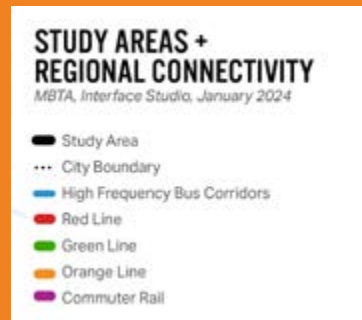 STUDY AREAS +
REGIONAL CONNECTIVITY
MBTA, Interface Studio, January 2024
Study Area
City Boundary
High Frequency Bus Corridors
Red Line
Green Line
Orange Line
Commuter Rail